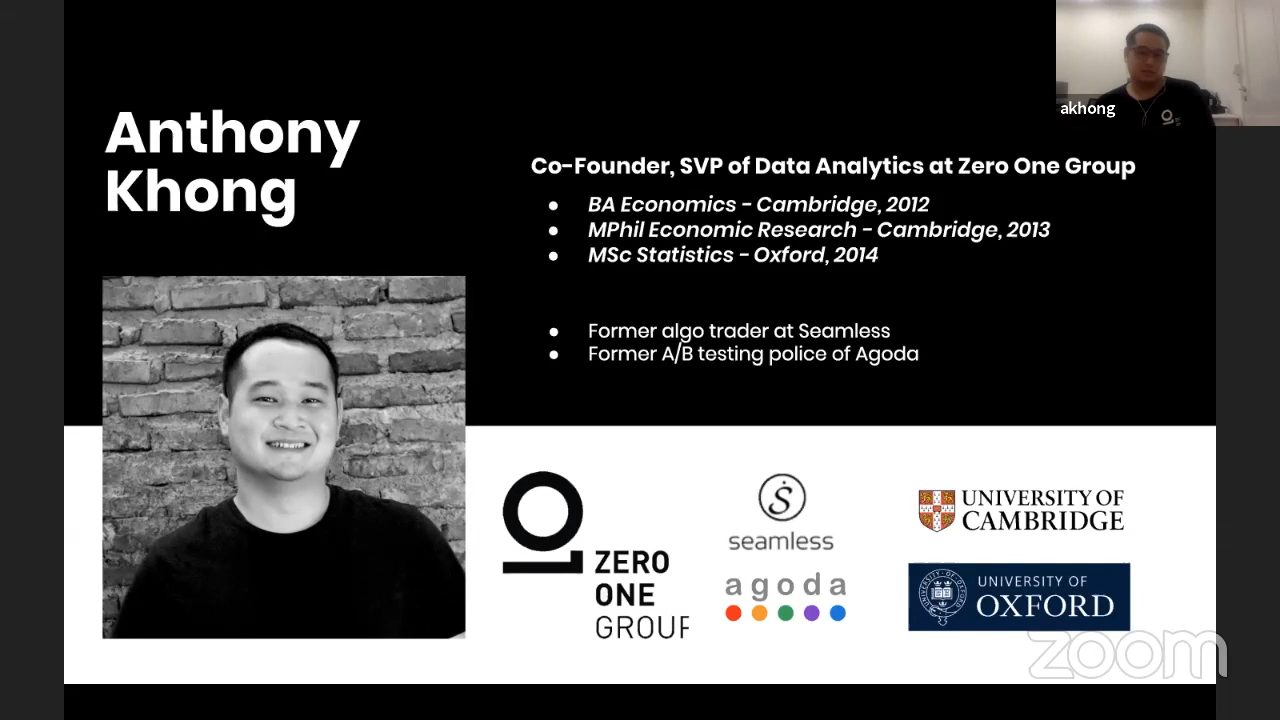 Anthony
Khong
akhong
Co-Founder, SVP of Data Analytics at Zero One Group
● BA Economics - Cambridge, 2012
● MPhil Economic Research - Cambridge, 2013
● MSc Statistics - Oxford, 2014
● Former algo trader at Seamless
● Former A/B testing police of Agoda
ZERO
ONE
GROUP
seamless
agoda
UNIVERSITY OF
CAMBRIDGE
UNIVERSITY OF
OXFORD
zoom